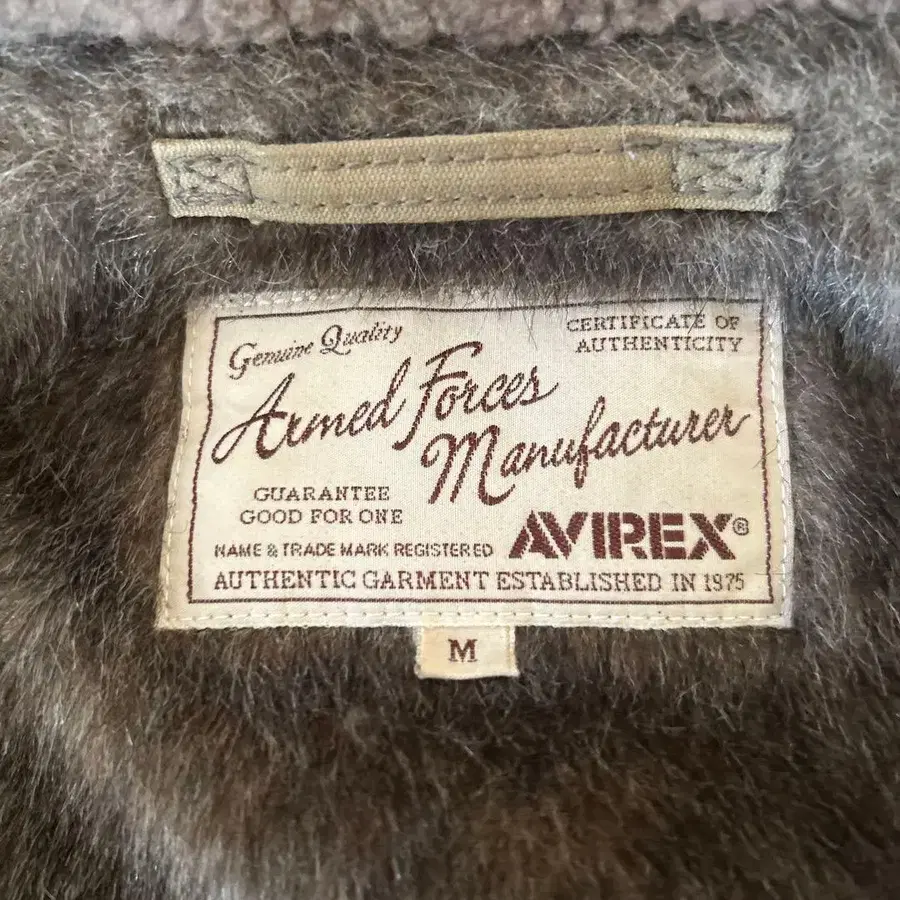 Genuine Quality
CERTIFICATE OF
AUTHENTICITY
Armed Forces
Manufacturer
GUARANTEE
GOOD FOR ONE
NAME & TRADE MARK REGISTERED
AVIREX®
AUTHENTIC GARMENT ESTABLISHED IN 1975
M